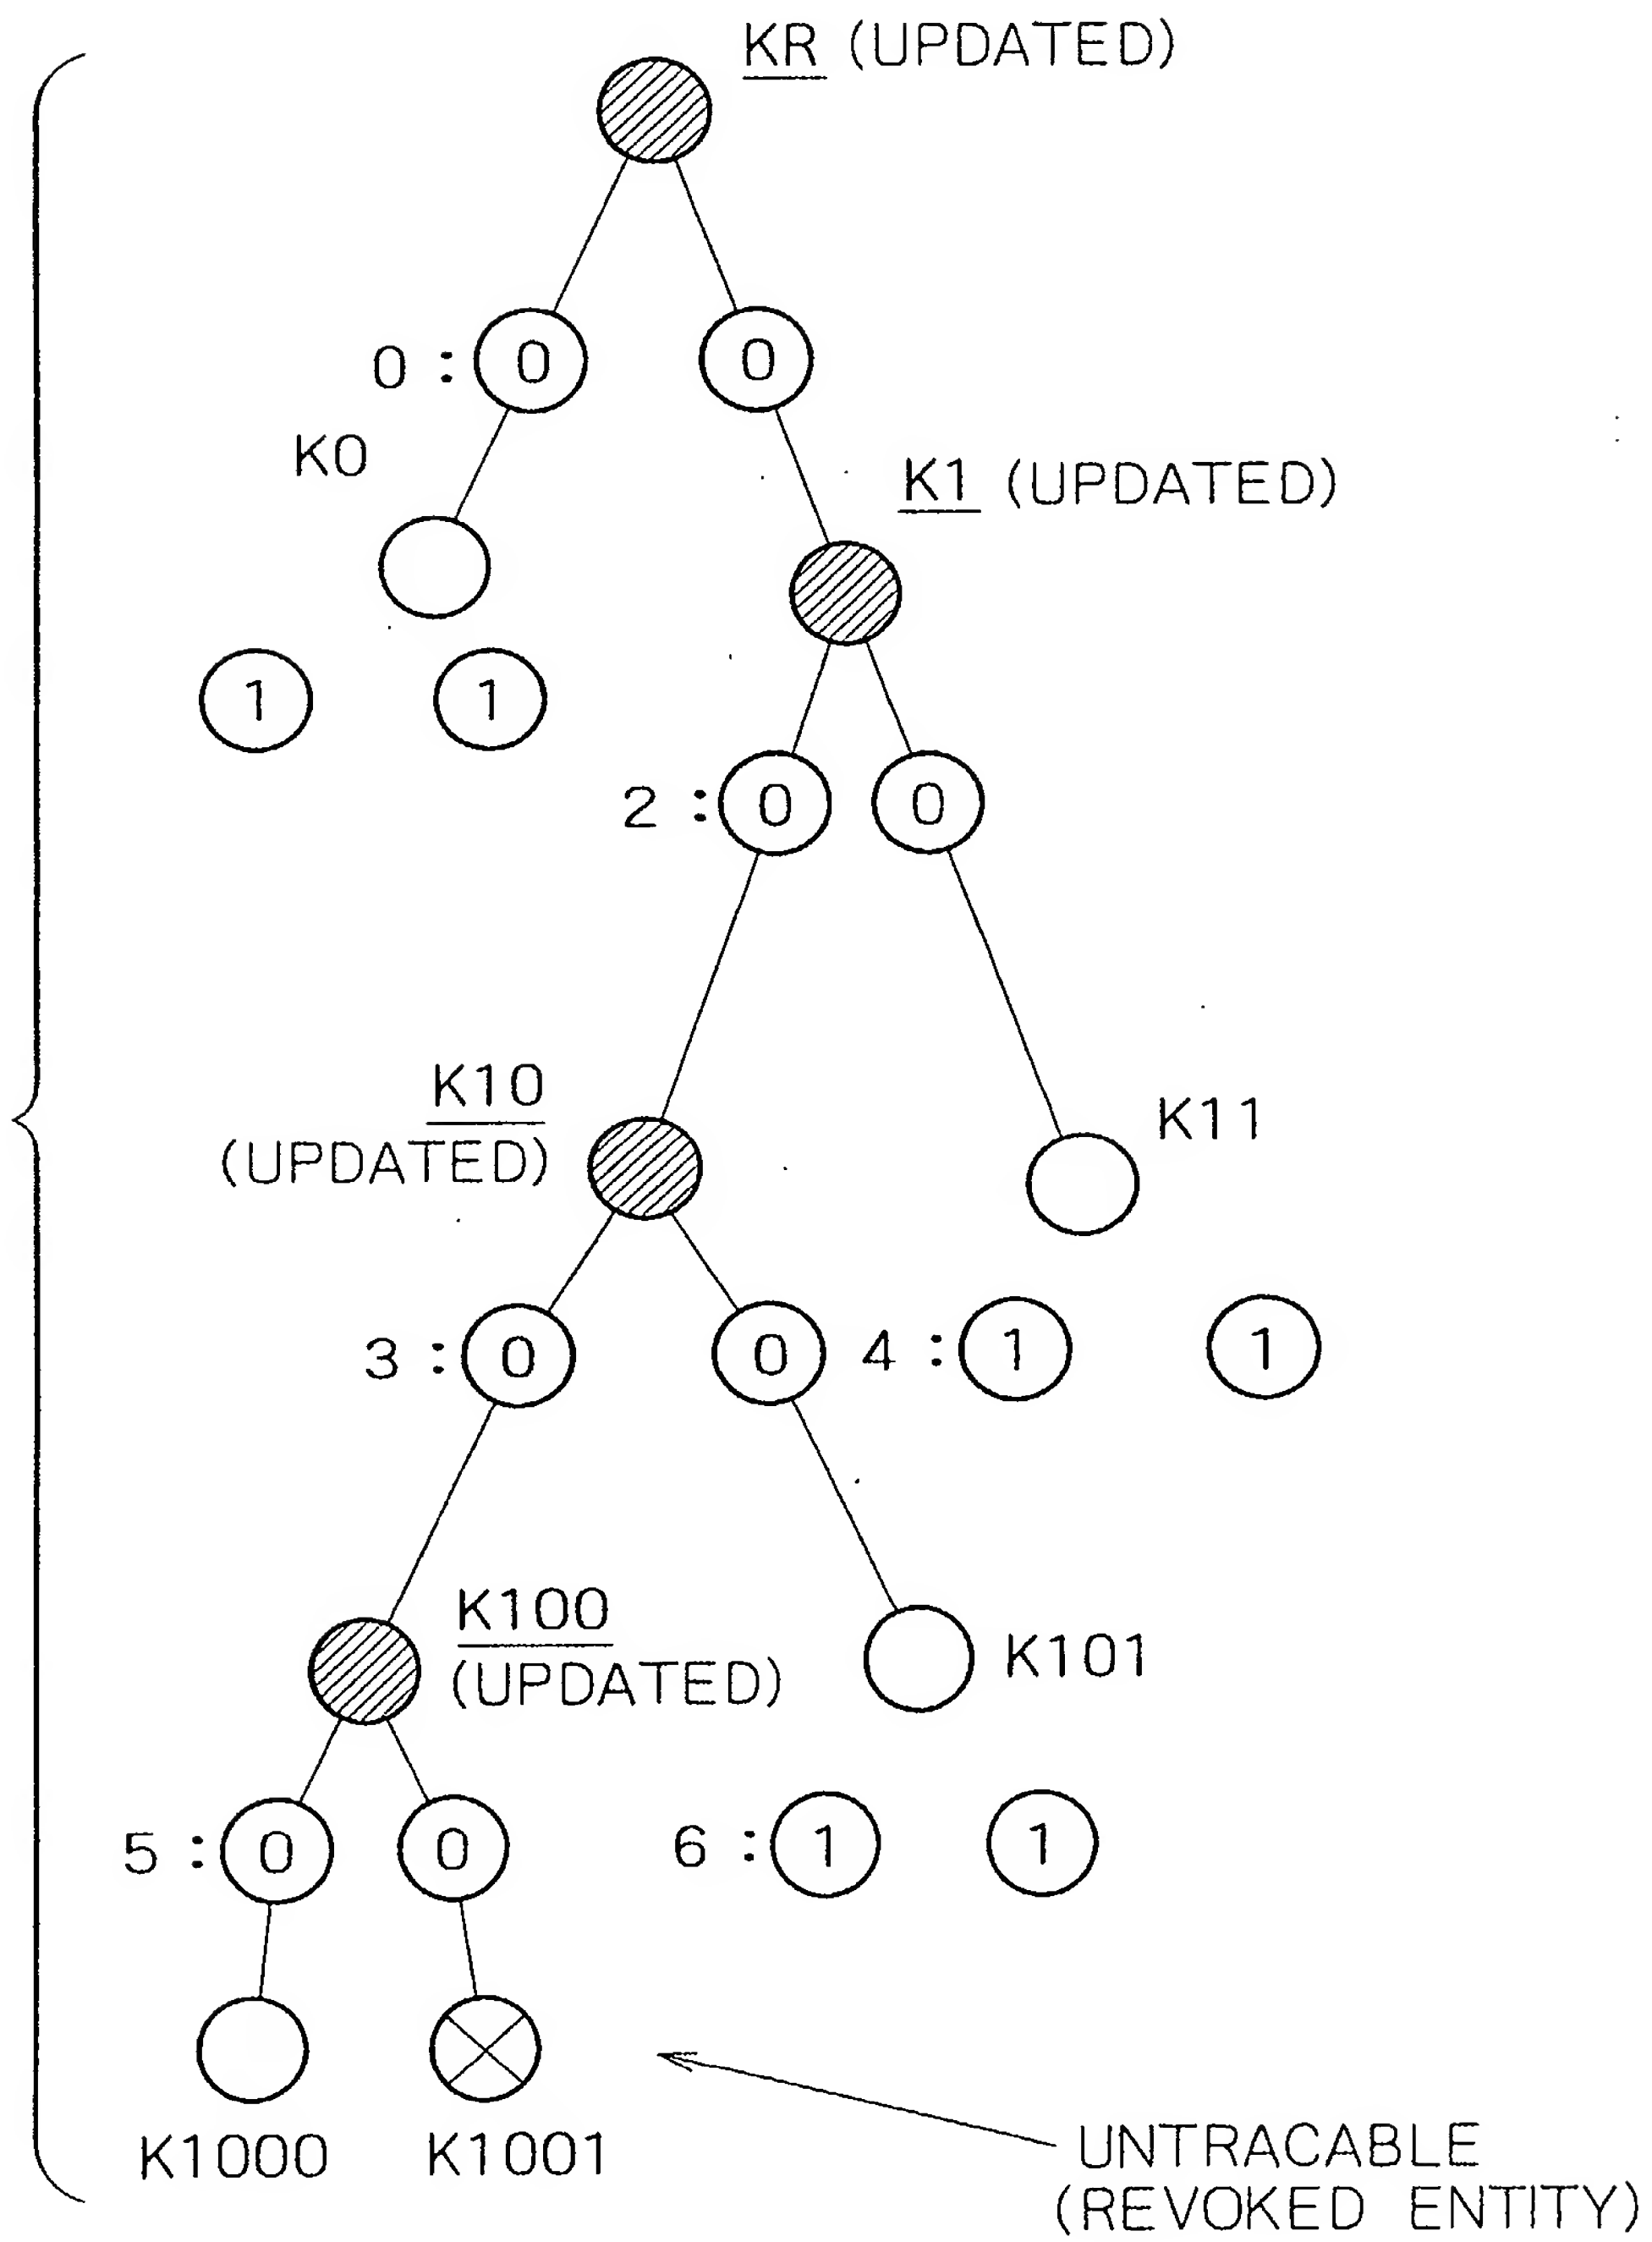 KR (UPDATED)
0 : 0 0
K0
K1 (UPDATED)
1 1
2 : 0 0
K10
(UPDATED)
K11
3 : 0 0 4 : 1 1
K100
(UPDATED)
K101
5 : 0 0 6 : 1 1
K1000 K1001
UNTRACABLE
(REVOKED ENTITY)